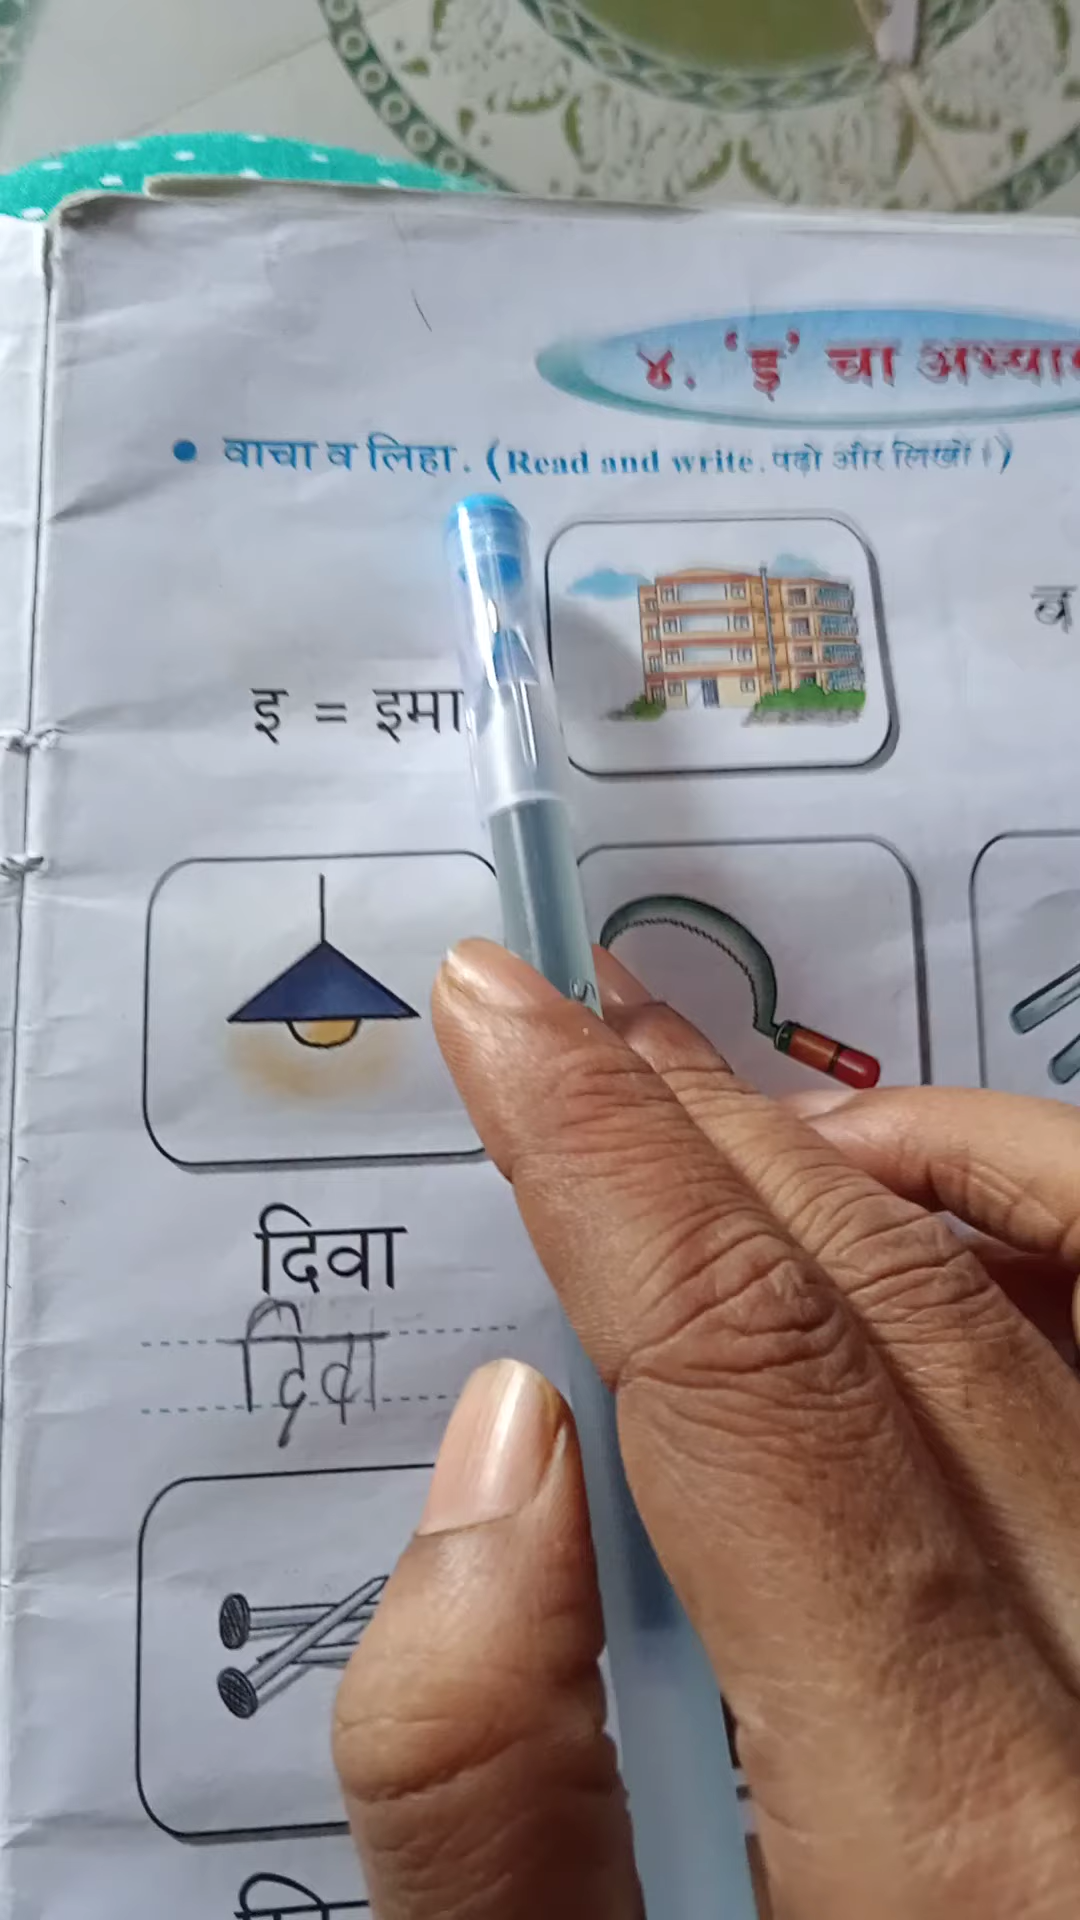 ४. 'इ' चा
• वाचा व लिहा. (Read and write. पढ़ो और लिखो।)
इ = इमा
दिवा
दिवा